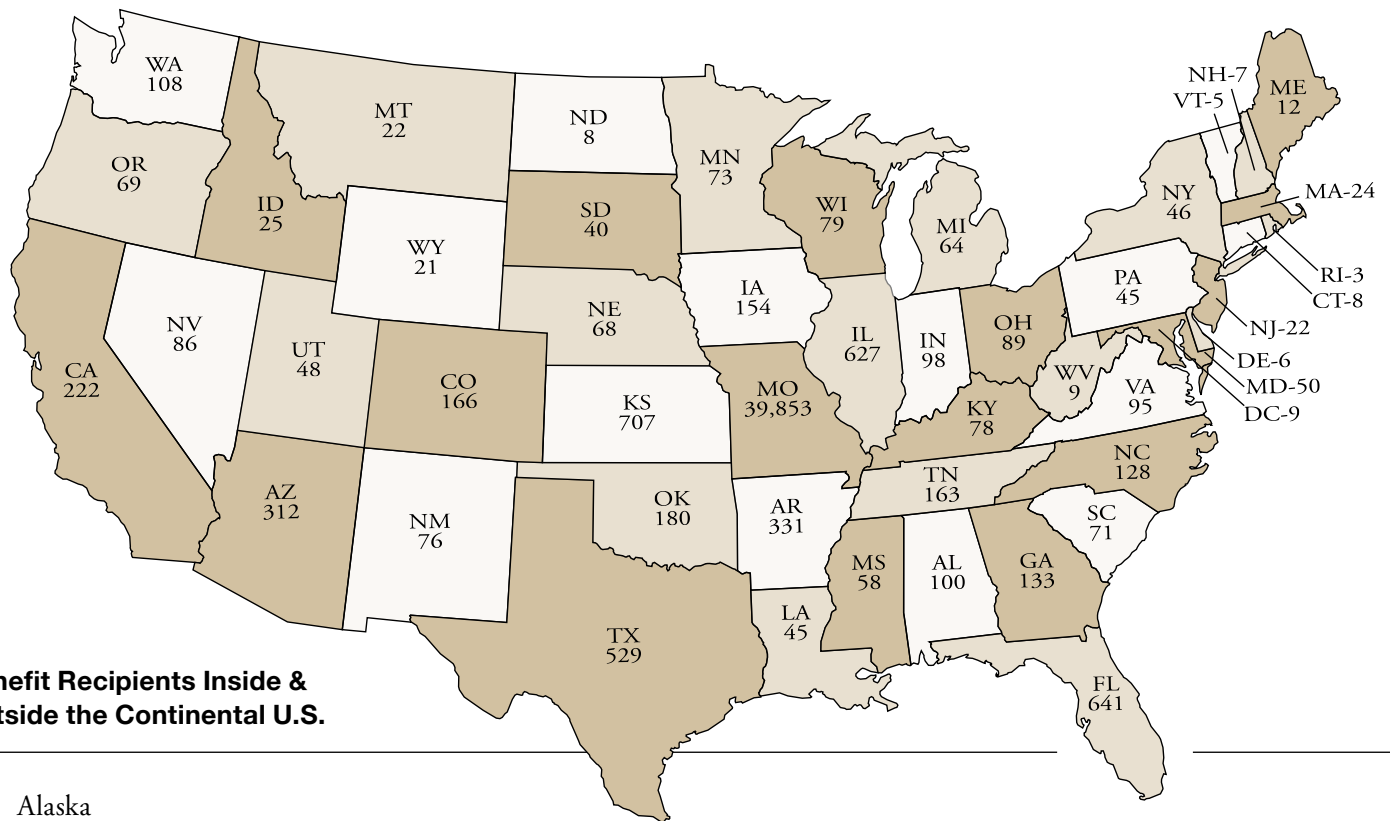 WA
108
OR
69
CA
222
NV
86
ID
25
MT
22
WY
21
UT
48
AZ
312
CO
166
NM
76
ND
8
SD
40
NE
68
KS
707
OK
180
TX
529
MN
73
IA
154
MO
39,853
AR
331
LA
45
WI
79
IL
627
MI
64
IN
98
OH
89
KY
78
TN
163
MS
58
AL
100
GA
133
FL
641
SC
71
NC
128
VA
95
WV
9
PA
45
NY
46
ME
12
NH-7
VT-5
MA-24
RI-3
CT-8
NJ-22
DE-6
MD-50
DC-9
nefit Recipients Inside &
tside the Continental U.S.
Alaska